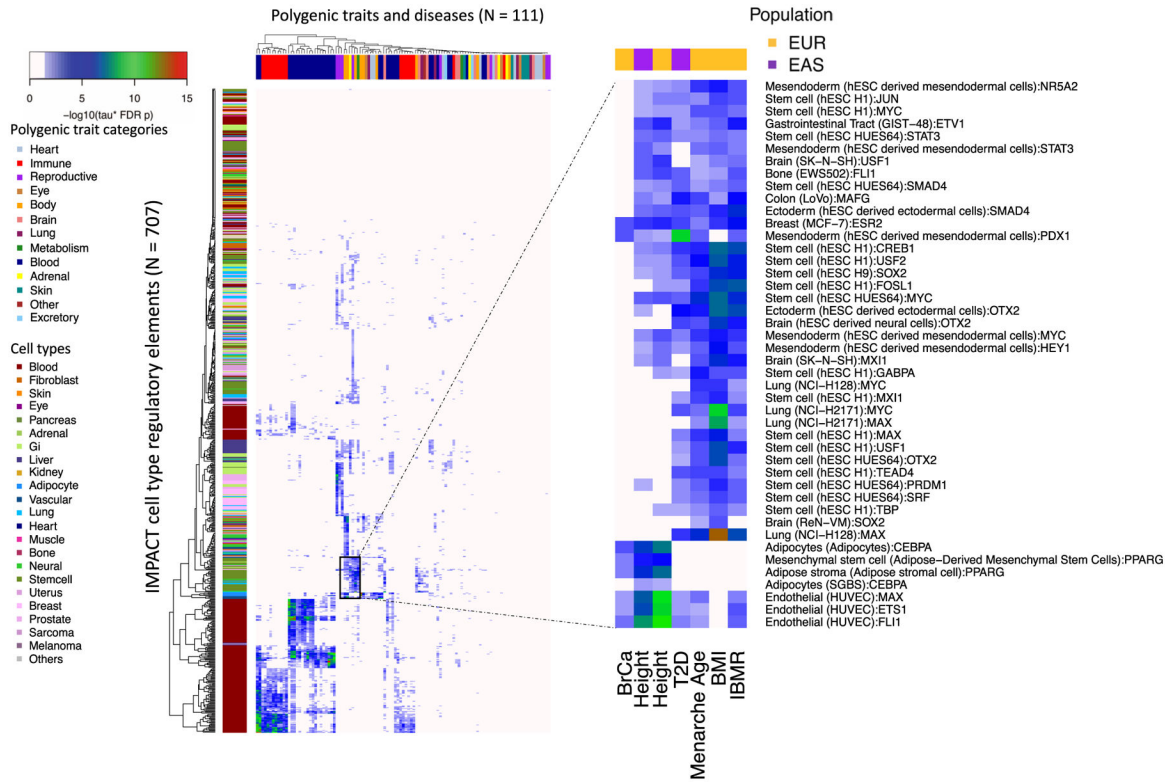 Polygenic traits and diseases (N = 111)
Population
EUR
EAS
0
1
5
10
15
−log10(tau* FDR p)
Polygenic trait categories
Heart
Immune
Reproductive
Eye
Body
Brain
Lung
Metabolism
Blood
Adrenal
Skin
Other
Excretory
Cell types
Blood
Fibroblast
Skin
Eye
Pancreas
Adrenal
Gi
Liver
Kidney
Adipocyte
Vascular
Lung
Heart
Muscle
Bone
Neural
Stemcell
Uterus
Breast
Prostate
Sarcoma
Melanoma
Others
IMPACT cell type regulatory elements (N = 707)
Mesendoderm (hESC derived mesendodermal cells):NR5A2
Stem cell (hESC H1):JUN
Stem cell (hESC H1):MYC
Gastrointestinal Tract (GIST−48):ETV1
Stem cell (hESC HUES64):STAT3
Mesendoderm (hESC derived mesendodermal cells):STAT3
Brain (SK−N−SH):USF1
Bone (EWS502):FLI1
Stem cell (hESC HUES64):SMAD4
Colon (LoVo):MAFG
Ectoderm (hESC derived ectodermal cells):SMAD4
Breast (MCF−7):ESR2
Mesendoderm (hESC derived mesendodermal cells):PDX1
Stem cell (hESC H1):CREB1
Stem cell (hESC H1):USF2
Stem cell (hESC H9):SOX2
Stem cell (hESC H1):FOSL1
Stem cell (hESC HUES64):MYC
Ectoderm (hESC derived ectodermal cells):OTX2
Brain (hESC derived neural cells):OTX2
Mesendoderm (hESC derived mesendodermal cells):MYC
Mesendoderm (hESC derived mesendodermal cells):HEY1
Brain (SK−N−SH):MXI1
Stem cell (hESC H1):GABPA
Lung (NCI−H128):MYC
Stem cell (hESC H1):MXI1
Lung (NCI−H2171):MYC
Lung (NCI−H2171):MAX
Stem cell (hESC H1):MAX
Stem cell (hESC H1):USF1
Stem cell (hESC HUES64):OTX2
Stem cell (hESC H1):TEAD4
Stem cell (hESC HUES64):PRDM1
Stem cell (hESC HUES64):SRF
Stem cell (hESC H1):TBP
Brain (ReN−VM):SOX2
Lung (NCI−H128):MAX
Adipocytes (Adipocytes):CEBPA
Mesenchymal stem cell (Adipose−Derived Mesenchymal Stem Cells):PPARG
Adipose stroma (Adipose stromal cell):PPARG
Adipocytes (SGBS):CEBPA
Endothelial (HUVEC):MAX
Endothelial (HUVEC):ETS1
Endothelial (HUVEC):FLI1
BrCa
Height
Height
T2D
Menarche Age
BMI
IBMR